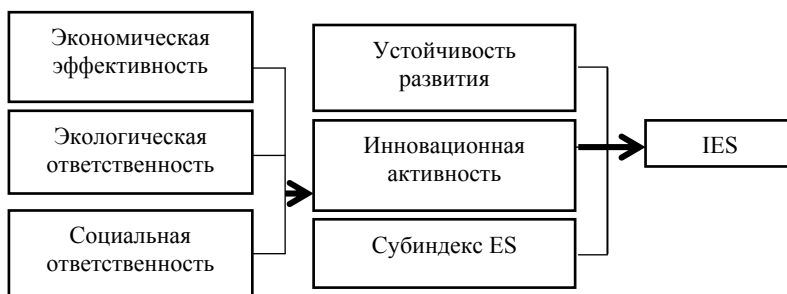 Экономическая
эффективность
Экологическая
ответственность
Социальная
ответственность
Устойчивость
развития
Инновационная
активность
Субиндекс ES
IES